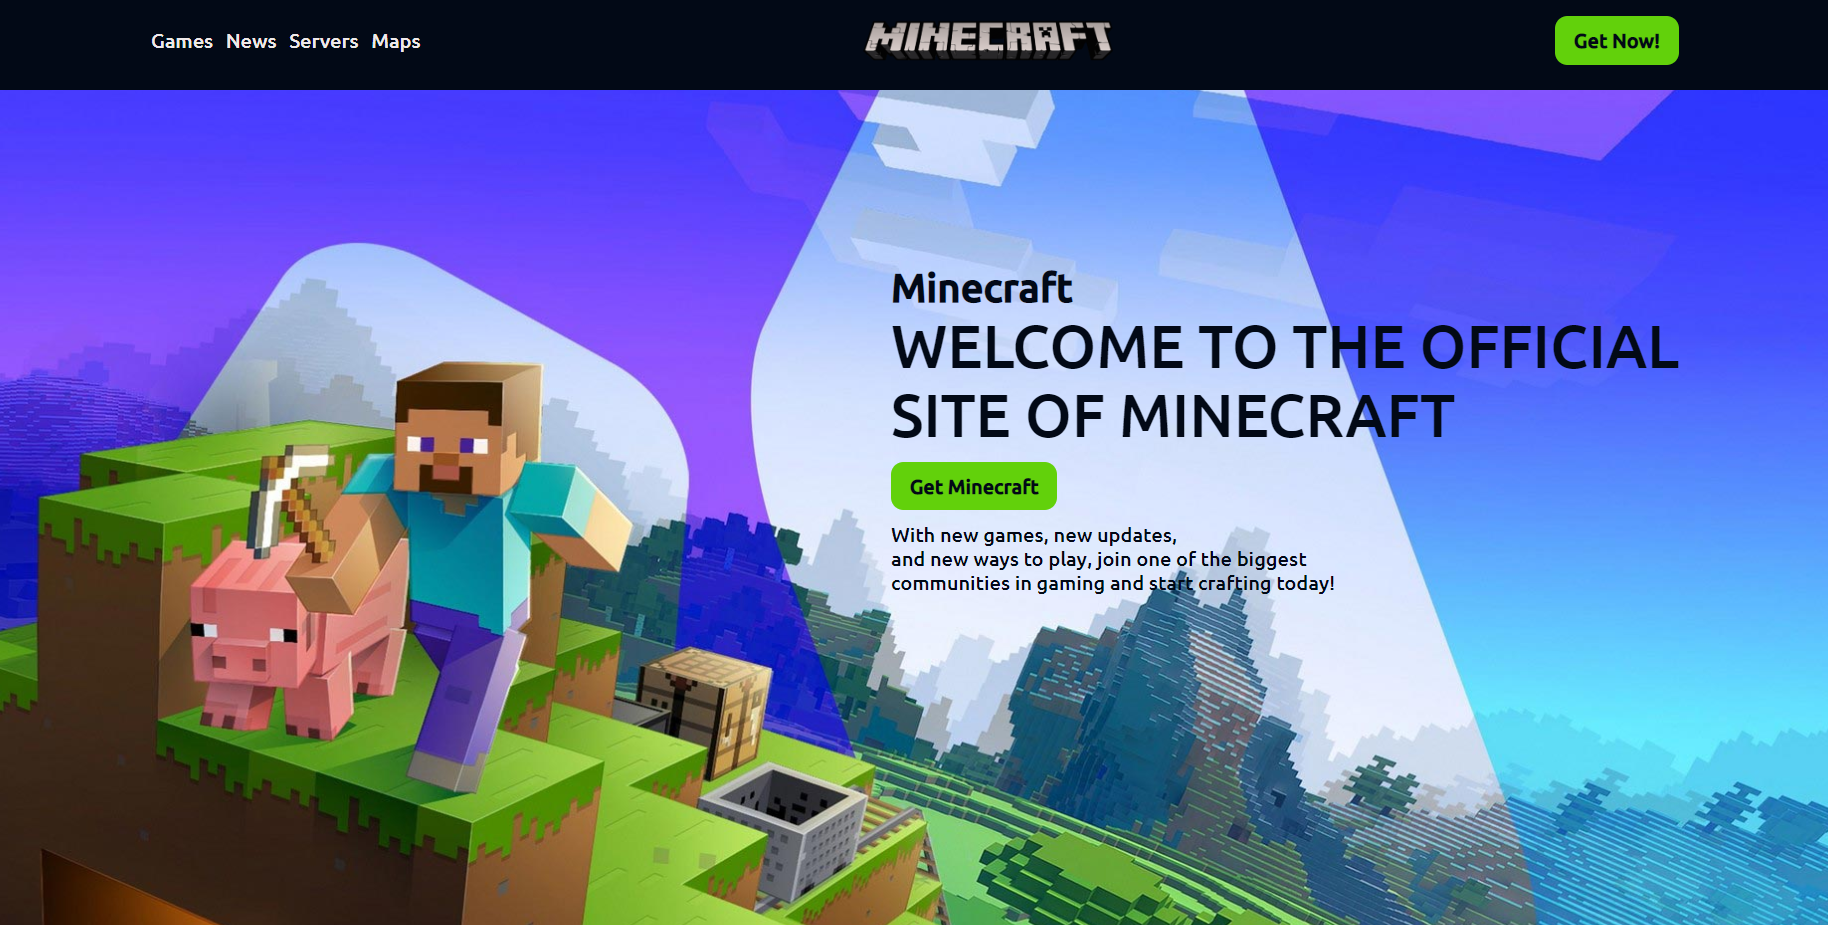 Games News Servers Maps
MINECRAFT
Get Now!
Minecraft
WELCOME TO THE OFFICIAL
SITE OF MINECRAFT
Get Minecraft
With new games, new updates,
and new ways to play, join one of the biggest
communities in gaming and start crafting today!